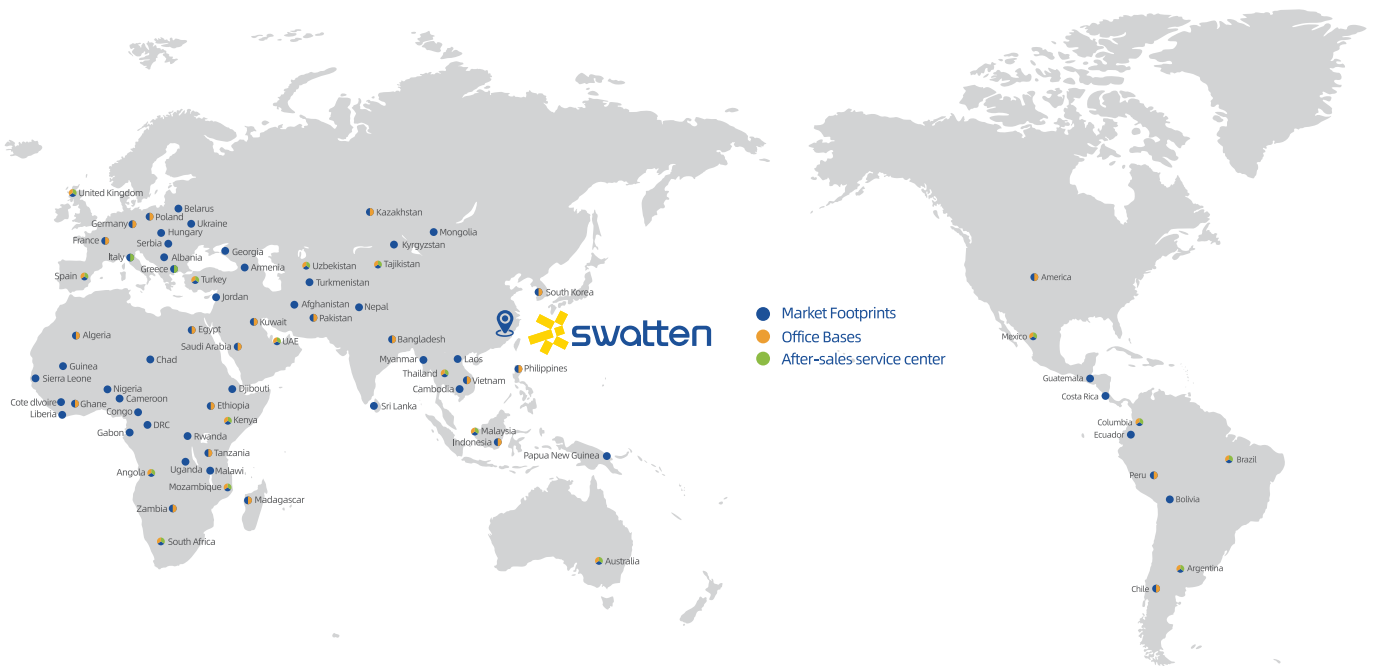 United Kingdom
Belarus
Poland
Germany
Ukraine
Hungary
France
Serbia
Italy
Albania
Georgia
Greece
Armenia
Spain
Turkey
Jordan
Kazakhstan
Mongolia
Kyrgyzstan
Uzbekistan
Tajikistan
Turkmenistan
South Korea
Afghanistan
Nepal
Pakistan
Kuwait
Egypt
Algeria
Saudi Arabia
UAE
Bangladesh
swatten
Market Footprints
Office Bases
After-sales service center
America
Mexico
Chad
Guinea
Sierra Leone
Myanmar
Laos
Thailand
Philippines
Vietnam
Cambodia
Nigeria
Djibouti
Cameroon
Cote dlvoire
Ghane
Liberia
Congo
Ethiopia
Sri Lanka
Kenya
DRC
Gabon
Rwanda
Malaysia
Indonesia
Tanzania
Papua New Guinea
Uganda
Malawi
Angola
Mozambique
Madagascar
Zambia
South Africa
Australia
Guatemala
Costa Rica
Columbia
Ecuador
Brazil
Peru
Bolivia
Argentina
Chile